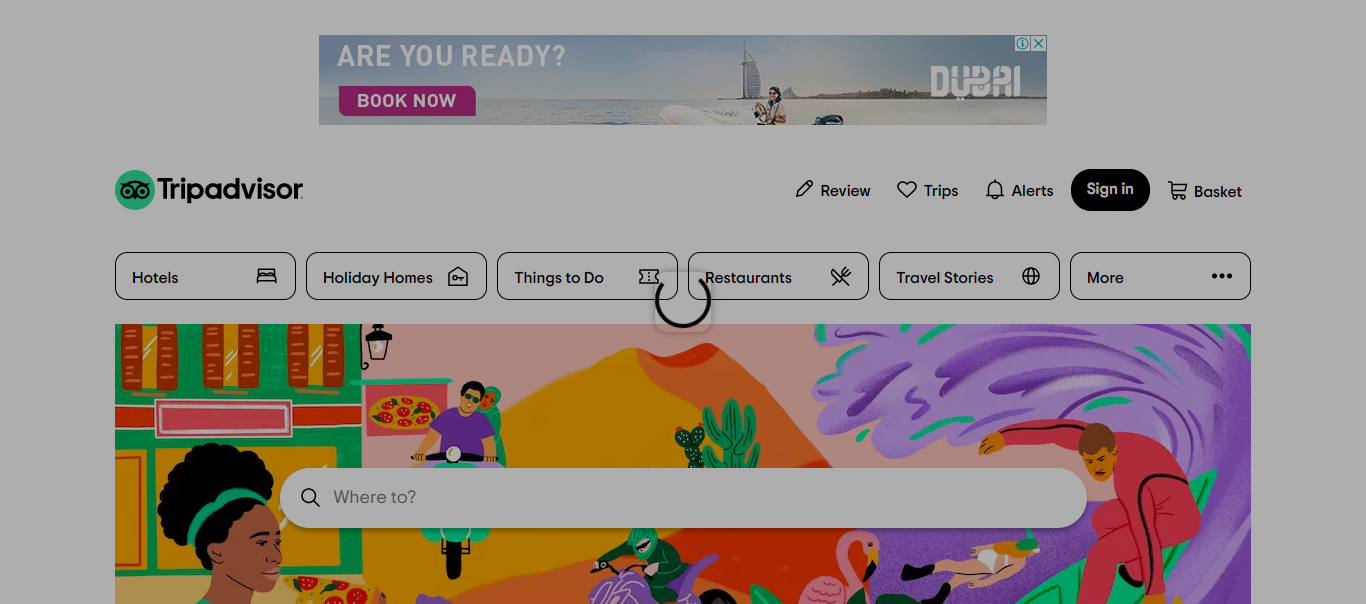 ARE YOU READY?
BOOK NOW
DUBAI
Tripadvisor
Review
Trips
Alerts
Sign in
Basket
Hotels
Holiday Homes
Things to Do
Restaurants
Travel Stories
More
Where to?